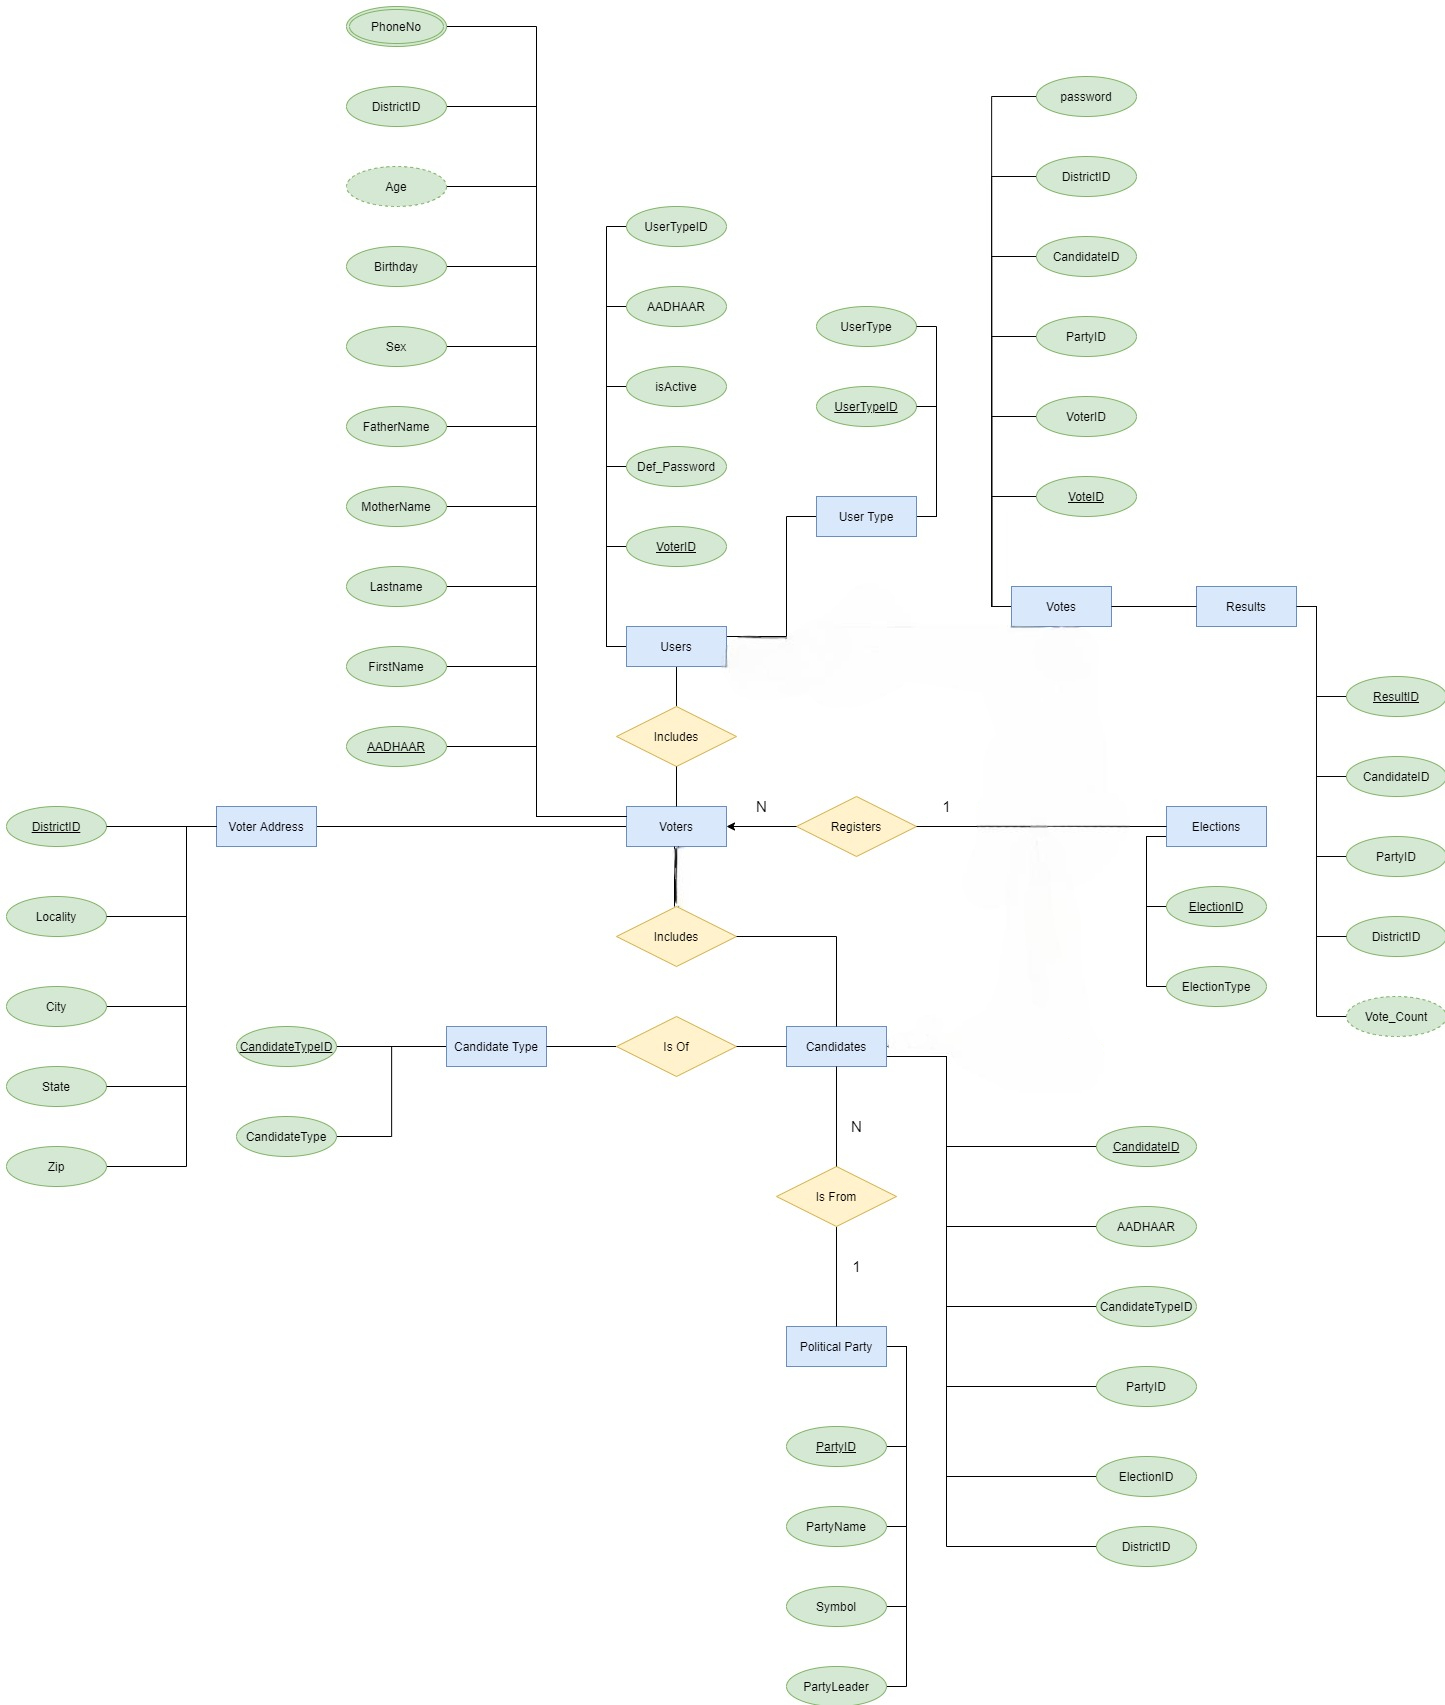 PhoneNo
DistrictID
Age
Birthday
Sex
FatherName
MotherName
Lastname
FirstName
AADHAAR
UserTypeID
AADHAAR
isActive
Def_Password
VoterID
Users
UserType
UserTypeID
User Type
password
DistrictID
CandidateID
PartyID
VoterID
VoteID
Votes
Results
ResultID
CandidateID
PartyID
DistrictID
Vote_Count
Includes
DistrictID
Voter Address
Voters
N
Registers
1
Elections
ElectionID
ElectionType
Locality
City
State
Zip
Includes
CandidateTypeID
Candidate Type
Is Of
Candidates
CandidateType
N
Is From
1
Political Party
PartyID
PartyName
Symbol
PartyLeader
CandidateID
AADHAAR
CandidateTypeID
PartyID
ElectionID
DistrictID